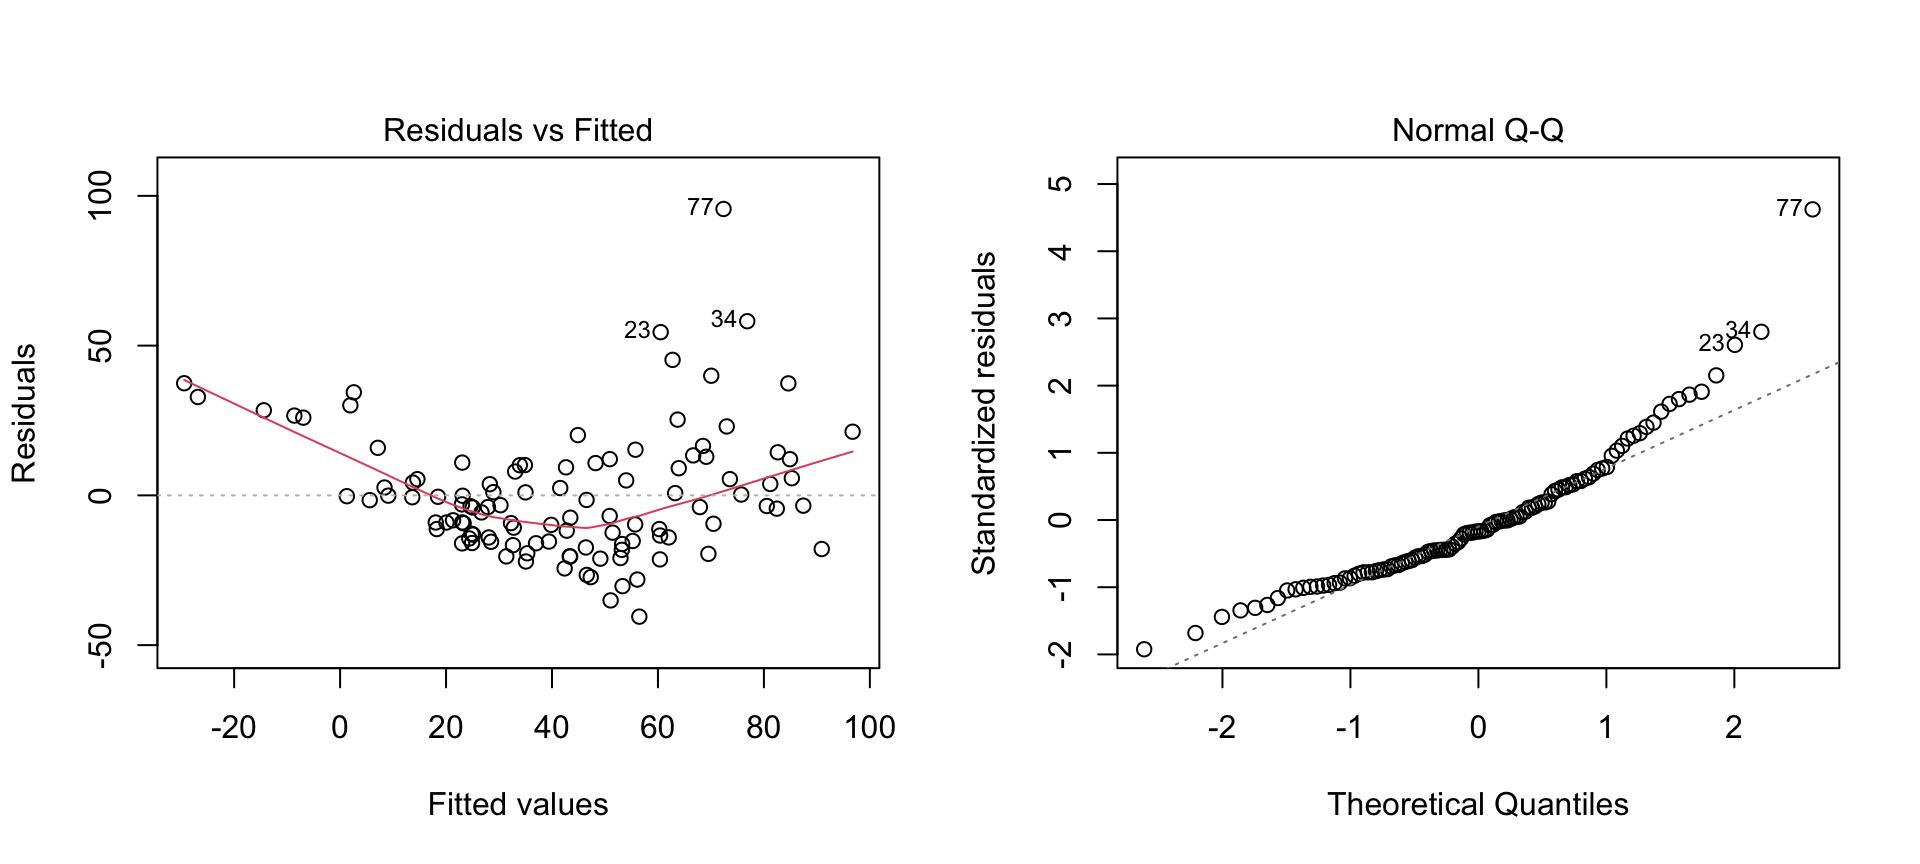 Residuals vs Fitted
Residuals
100
50
0
-50
77
23
34
-20 0 20 40 60 80 100
Fitted values
Normal Q-Q
Standardized residuals
5
4
3
2
1
0
-1
-2
77
34
23
-2 -1 0 1 2
Theoretical Quantiles